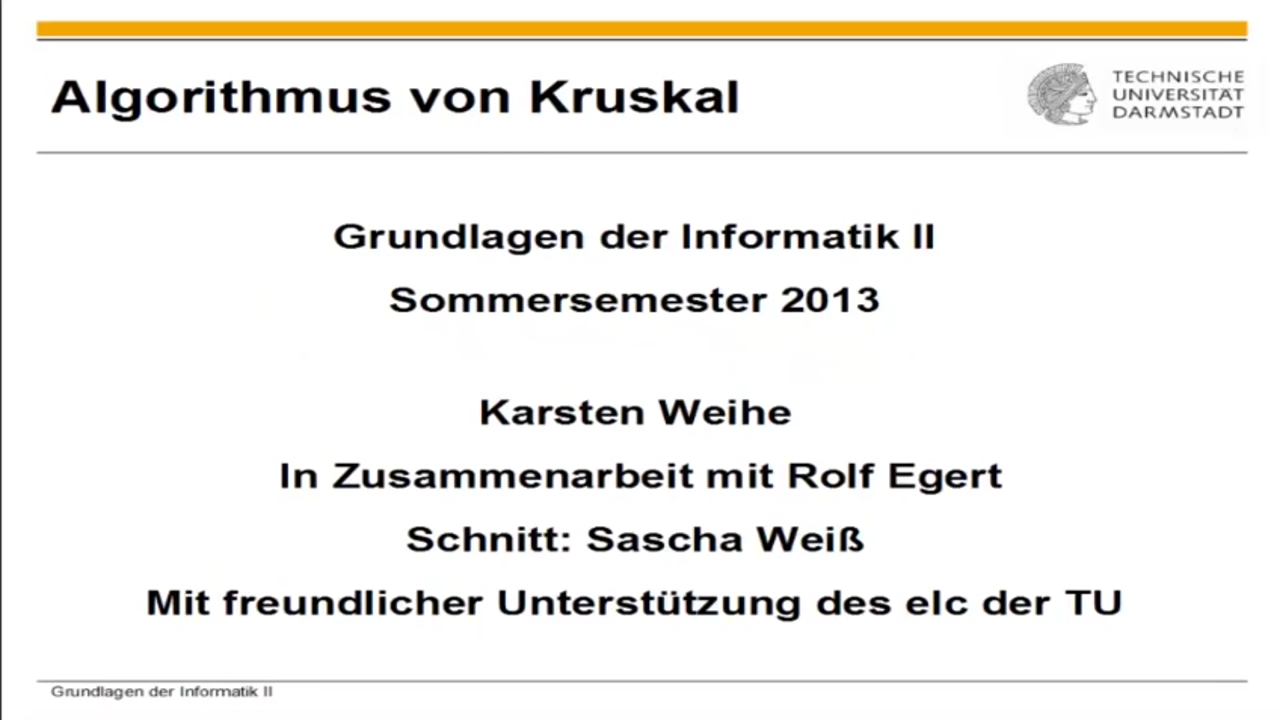 Algorithmus von Kruskal
TECHNISCHE
UNIVERSITÄT
DARMSTADT
Grundlagen der Informatik II
Sommersemester 2013
Karsten Weihe
In Zusammenarbeit mit Rolf Egert
Schnitt: Sascha Weiß
Mit freundlicher Unterstützung des elc der TU
Grundlagen der Informatik II